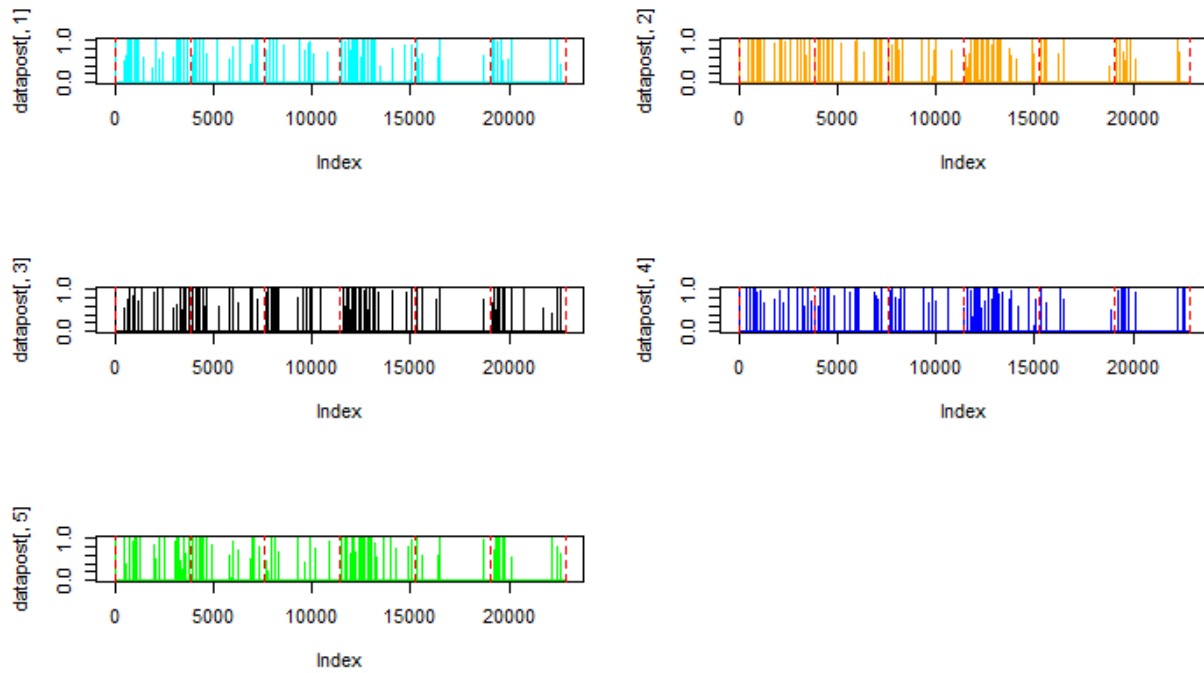 datapost[, 1]
0.0 1.0
0 5000 10000 15000 20000
Index
datapost[, 2]
0.0 1.0
0 5000 10000 15000 20000
Index
datapost[, 3]
0.0 1.0
0 5000 10000 15000 20000
Index
datapost[, 4]
0.0 1.0
0 5000 10000 15000 20000
Index
datapost[, 5]
0.0 1.0
0 5000 10000 15000 20000
Index